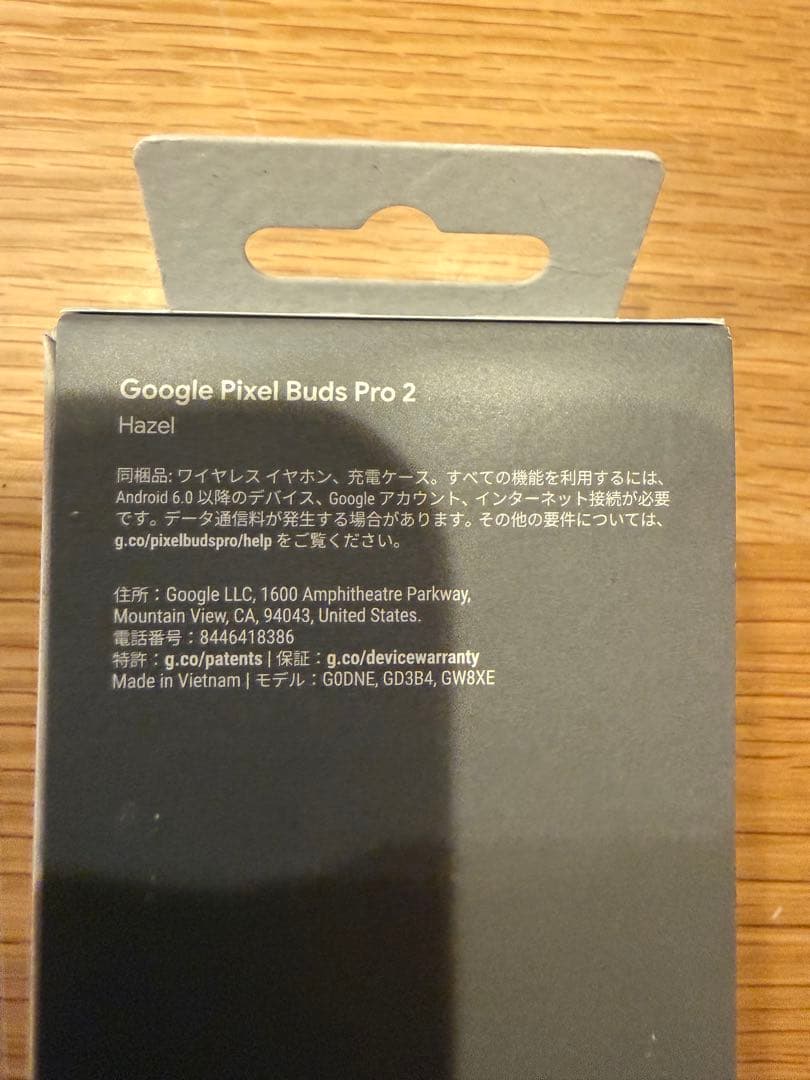 Google Pixel Buds Pro 2
Hazel
同梱品: ワイヤレス イヤホン、充電ケース。すべての機能を利用するには、
Android 6.0 以降のデバイス、Google アカウント、インターネット接続が必要
です。データ通信料が発生する場合があります。その他の要件については、
g.co/pixelbudspro/help をご覧ください。
住所：Google LLC, 1600 Amphitheatre Parkway,
Mountain View, CA, 94043, United States.
電話番号：8446418386
特許：g.co/patents | 保証：g.co/devicewarranty
Made in Vietnam | モデル：G0DNE, GD3B4, GW8XE